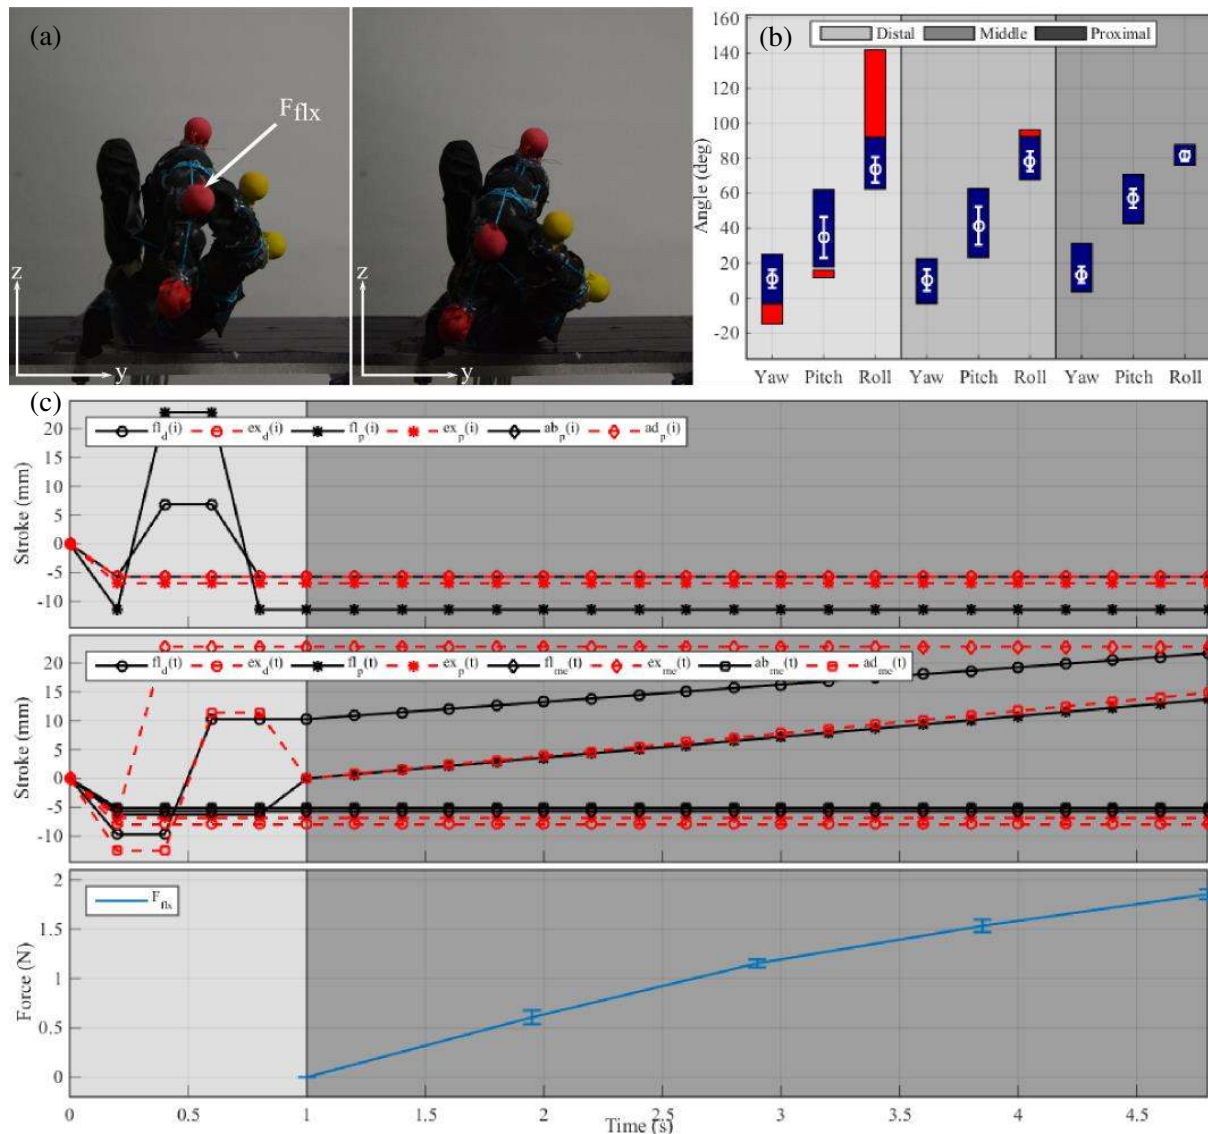 (a)
F_flx
z
y
z
y
(b)
Distal Middle Proximal
160
140
120
100
80
60
40
20
0
-20
Angle (deg)
Yaw Pitch Roll Yaw Pitch Roll Yaw Pitch Roll
(c)
fl_d(i) ex_d(i) fl_p(i) ex_p(i) ab_p(i) ad_p(i)
20
15
10
5
0
-5
-10
Stroke (mm)
fl_d(t) ex_d(t) fl_p(t) ex_p(t) fl_mc(t) ex_mc(t) ab_mc(t) ad_mc(t)
20
15
10
5
0
-5
-10
Stroke (mm)
F_flx
2
1.5
1
0.5
0
Force (N)
0 0.5 1 1.5 2 2.5 3 3.5 4 4.5
Time (s)